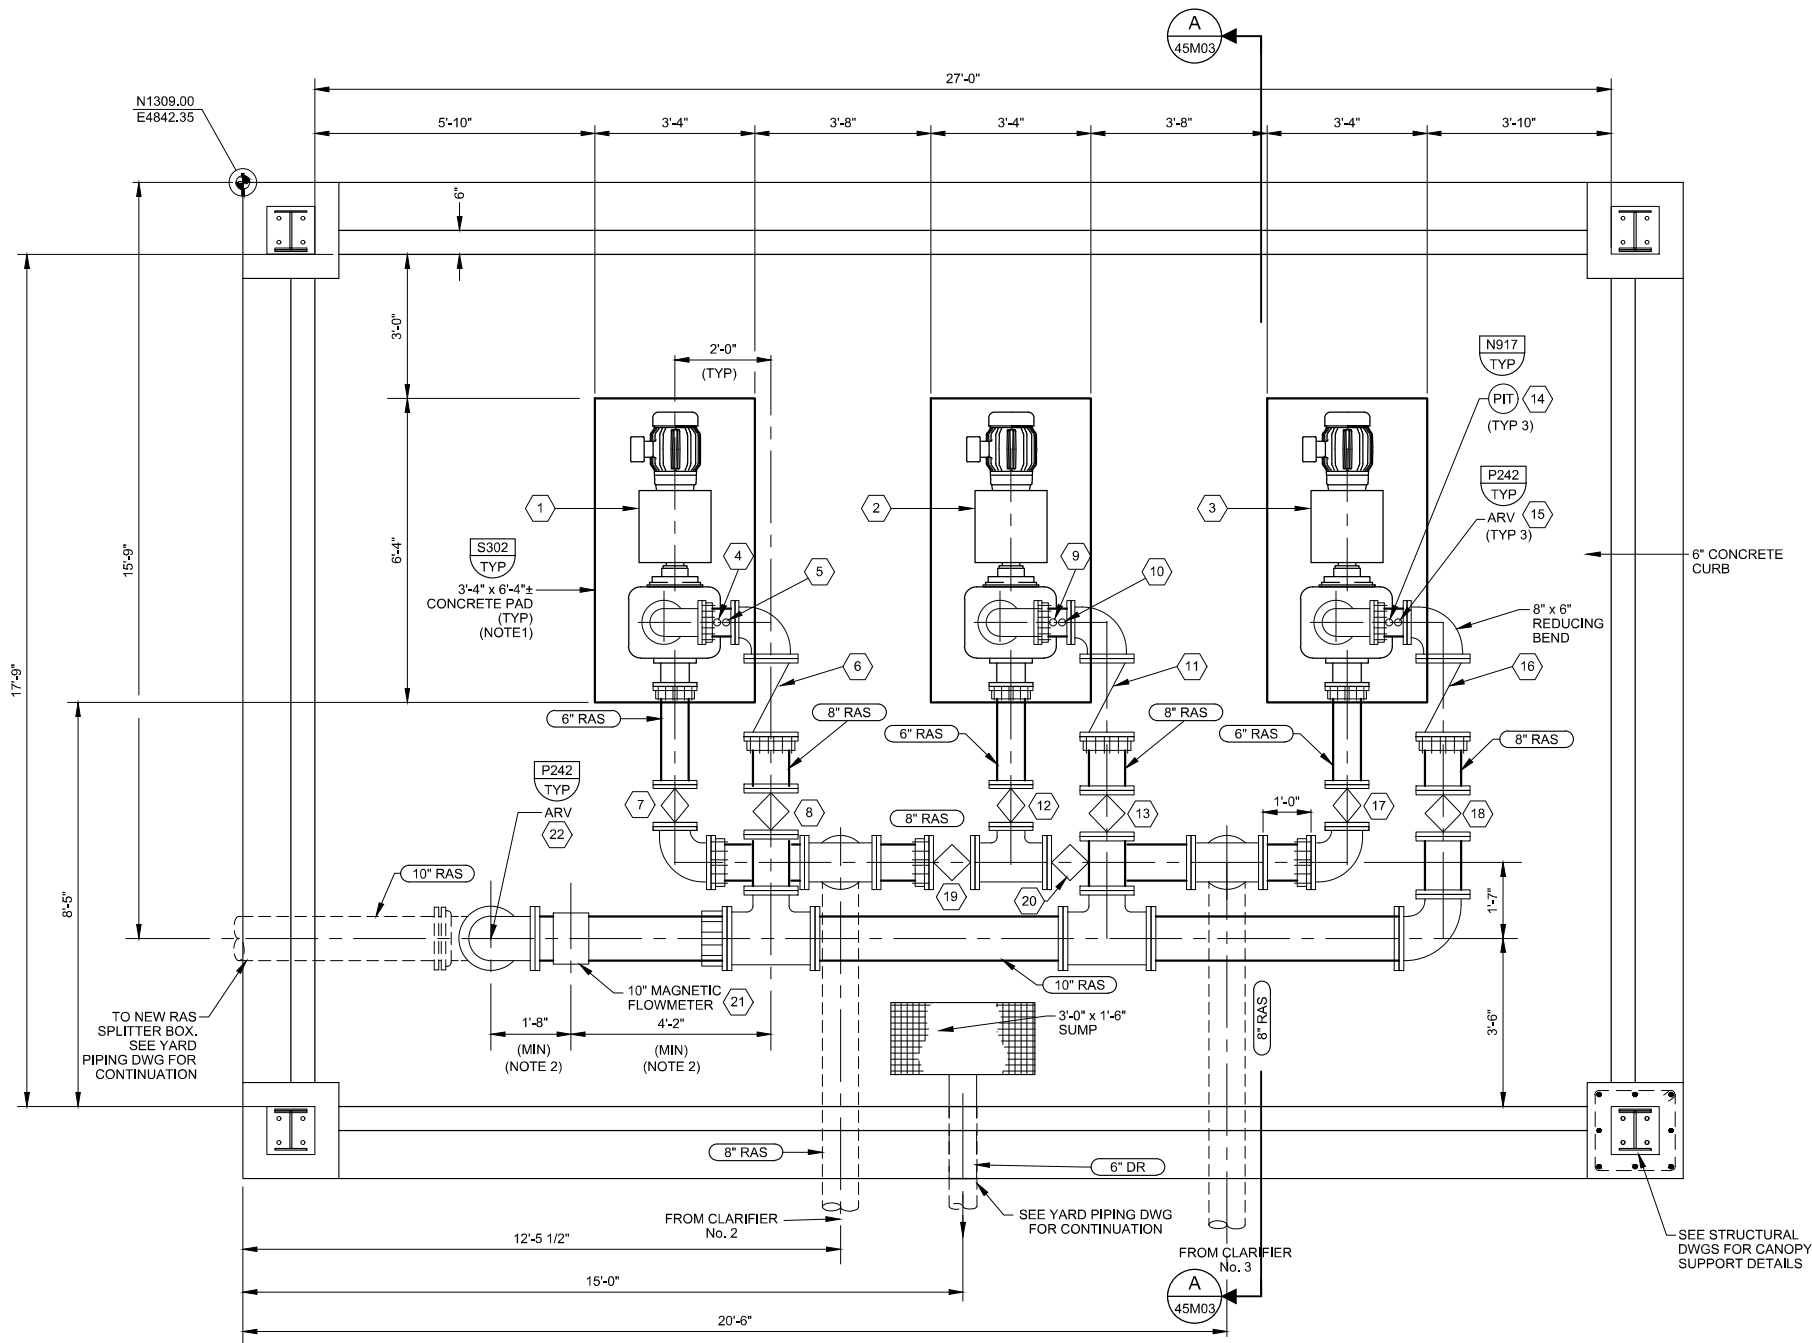 A
45M03
27'-0"
N1309.00
E4842.35
5'-10"
3'-4"
3'-8"
3'-4"
3'-8"
3'-4"
3'-10"
6"
3'-0"
2'-0"
(TYP)
N917
TYP
PIT
14
(TYP 3)
P242
TYP
ARV
15
(TYP 3)
1
2
3
15'-9"
6'-4"
S302
TYP
3'-4" x 6'-4"±
CONCRETE PAD
(TYP)
(NOTE1)
4
5
9
10
6" CONCRETE
CURB
8" x 6"
REDUCING
BEND
6
11
16
17'-9"
6" RAS
8" RAS
6" RAS
8" RAS
6" RAS
8" RAS
P242
TYP
ARV
22
7
8
8" RAS
12
13
1'-0"
17
18
10" RAS
8'-5"
19
20
1'-7"
10" RAS
10" MAGNETIC
FLOWMETER
21
TO NEW RAS
SPLITTER BOX.
SEE YARD
PIPING DWG FOR
CONTINUATION
1'-8"
(MIN)
(NOTE 2)
4'-2"
(MIN)
(NOTE 2)
3'-0" x 1'-6"
SUMP
8" RAS
3'-6"
8" RAS
6" DR
FROM CLARIFIER
No. 2
SEE YARD PIPING DWG
FOR CONTINUATION
FROM CLARIFIER
No. 3
SEE STRUCTURAL
DWGS FOR CANOPY
SUPPORT DETAILS
12'-5 1/2"
15'-0"
A
45M03
20'-6"